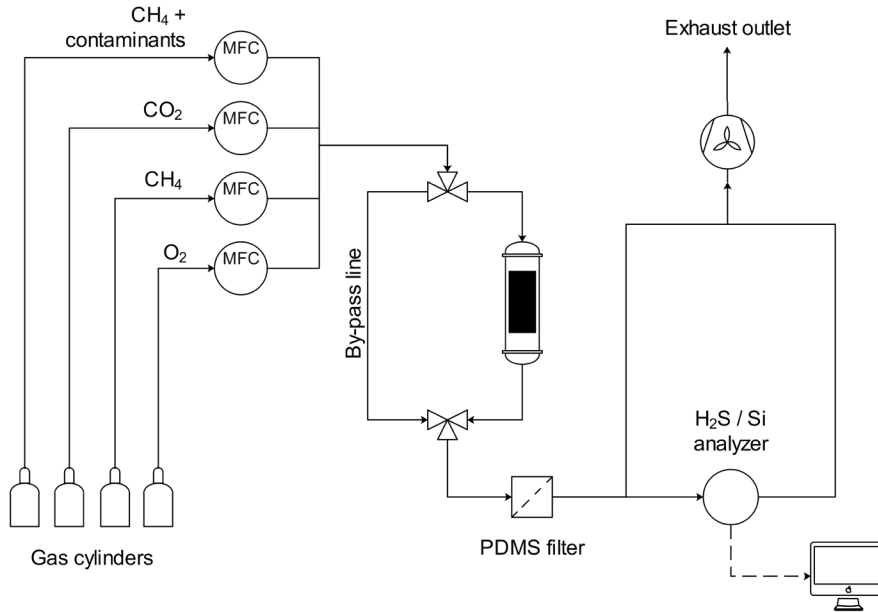 CH₄ +
contaminants
MFC
CO₂
MFC
CH₄
MFC
O₂
MFC
Gas cylinders
By-pass line
PDMS filter
H₂S / Si
analyzer
Exhaust outlet